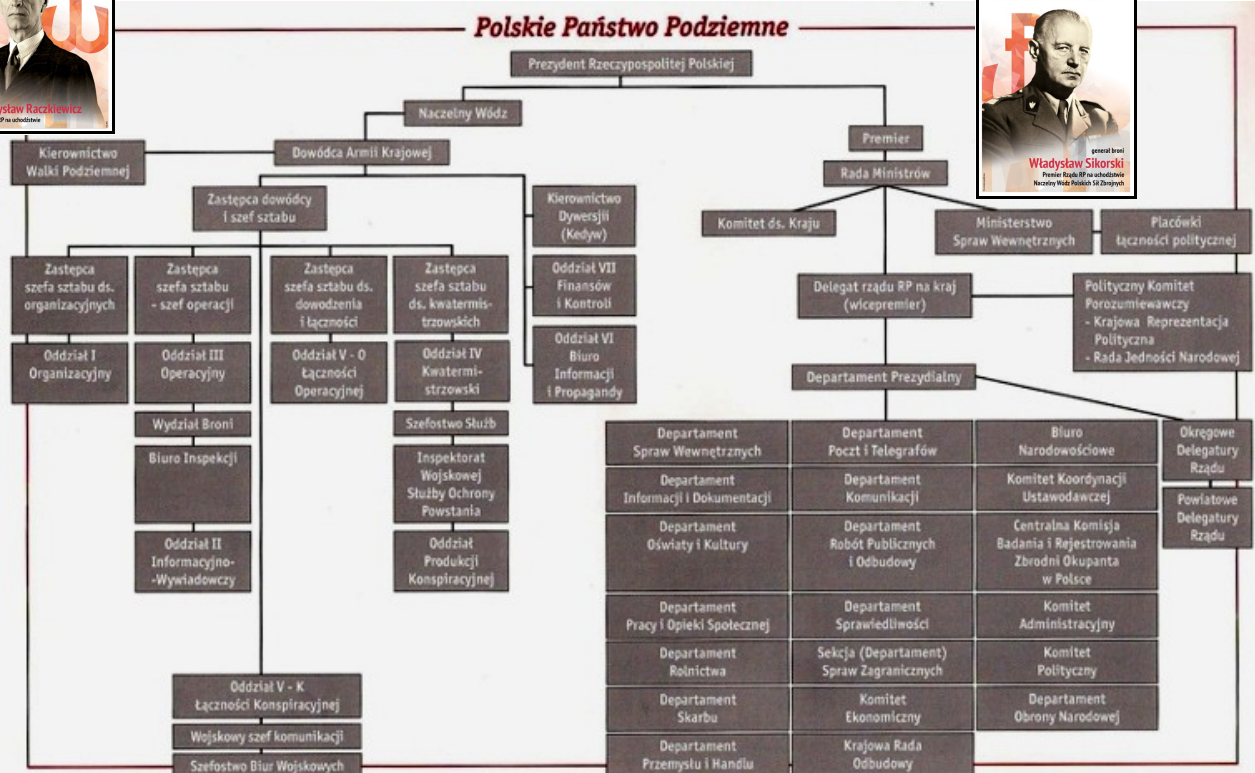 Polskie Państwo Podziemne
ysław Raczkiewicz
RP na uchodźstwie
generał broni
Władysław Sikorski
Premier Rządu RP na uchodźstwie
Naczelny Wódz Polskich Sił Zbrojnych
Prezydent Rzeczypospolitej Polskiej
Naczelny Wódz
Premier
Kierownictwo
Walki Podziemnej
Dowódca Armii Krajowej
Rada Ministrów
Zastępca dowódcy
i szef sztabu
Kierownictwo
Dywersji
(Kedyw)
Komitet ds. Kraju
Ministerstwo
Spraw Wewnętrznych
Placówki
łączności politycznej
Zastępca
szefa sztabu ds.
organizacyjnych
Zastępca
szefa sztabu
- szef operacji
Zastępca
szefa sztabu ds.
dowodzenia
i łączności
Zastępca
szefa sztabu
ds. kwatermis-
trzowskich
Oddział VII
Finansów
i Kontroli
Delegat rządu RP na kraj
(wicepremier)
Polityczny Komitet
Porozumiewawczy
- Krajowa Reprezentacja
Polityczna
- Rada Jedności Narodowej
Oddział I
Organizacyjny
Oddział III
Operacyjny
Oddział V - O
Łączności
Operacyjnej
Oddział IV
Kwatermi-
strzowski
Oddział VI
Biuro
Informacji
i Propagandy
Departament Prezydialny
Wydział Broni
Szefostwo Służb
Biuro Inspekcji
Inspektorat
Wojskowej
Służby Ochrony
Powstania
Oddział II
Informacyjno-
-Wywiadowczy
Oddział
Produkcji
Konspiracyjnej
Oddział V - K
Łączności Konspiracyjnej
Wojskowy szef komunikacji
Szefostwo Biur Wojskowych
Departament
Spraw Wewnętrznych
Departament
Poczt i Telegrafów
Biuro
Narodowościowe
Okręgowe
Delegatury
Rządu
Departament
Informacji i Dokumentacji
Departament
Komunikacji
Komitet Koordynacji
Ustawodawczej
Powiatowe
Delegatury
Rządu
Departament
Oświaty i Kultury
Departament
Robót Publicznych
i Odbudowy
Centralna Komisja
Badania i Rejestrowania
Zbrodni Okupanta
w Polsce
Departament
Pracy i Opieki Społecznej
Departament
Sprawiedliwości
Komitet
Administracyjny
Departament
Rolnictwa
Sekcja (Departament)
Spraw Zagranicznych
Komitet
Polityczny
Departament
Skarbu
Komitet
Ekonomiczny
Departament
Obrony Narodowej
Departament
Przemysłu i Handlu
Krajowa Rada
Odbudowy